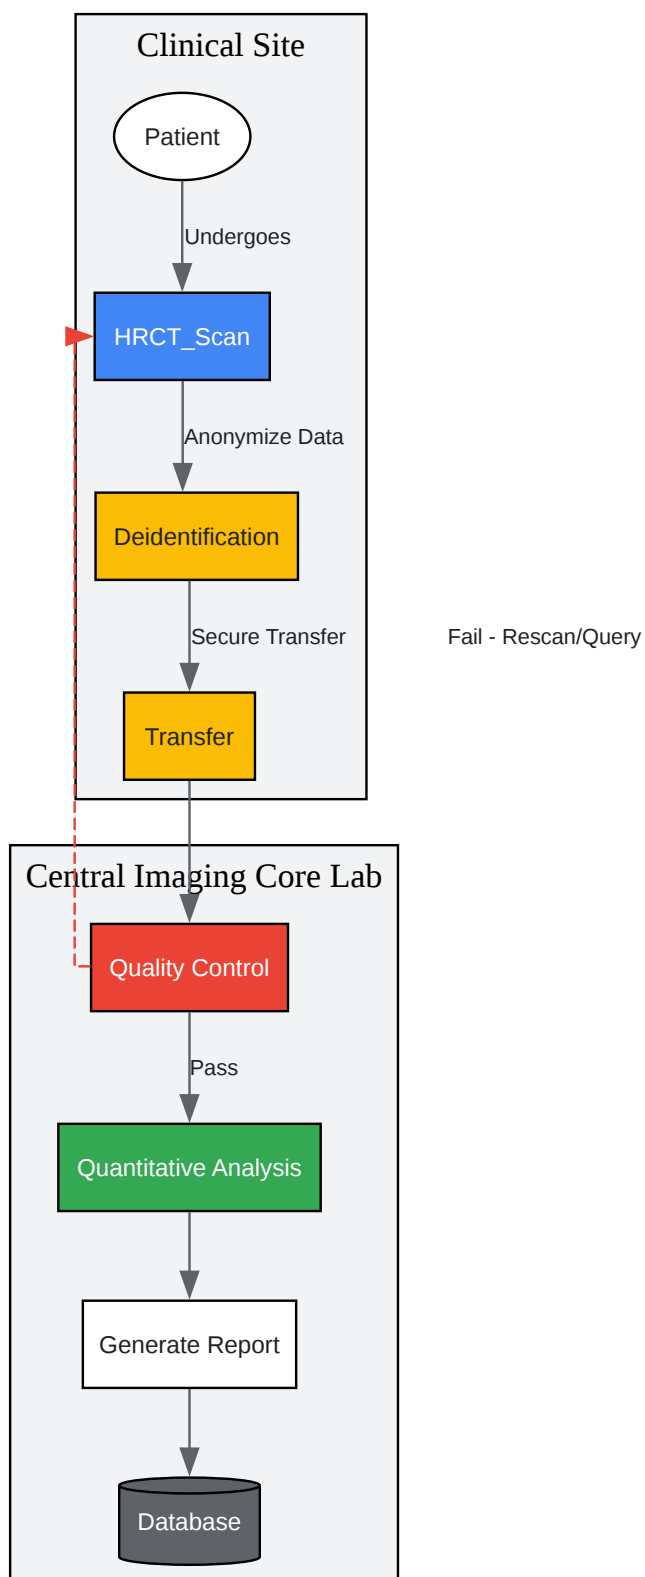 Clinical Site
Patient
Undergoes
HRCT_Scan
Anonymize Data
Deidentification
Secure Transfer
Fail - Rescan/Query
Transfer
Central Imaging Core Lab
Quality Control
Pass
Quantitative Analysis
Generate Report
Database